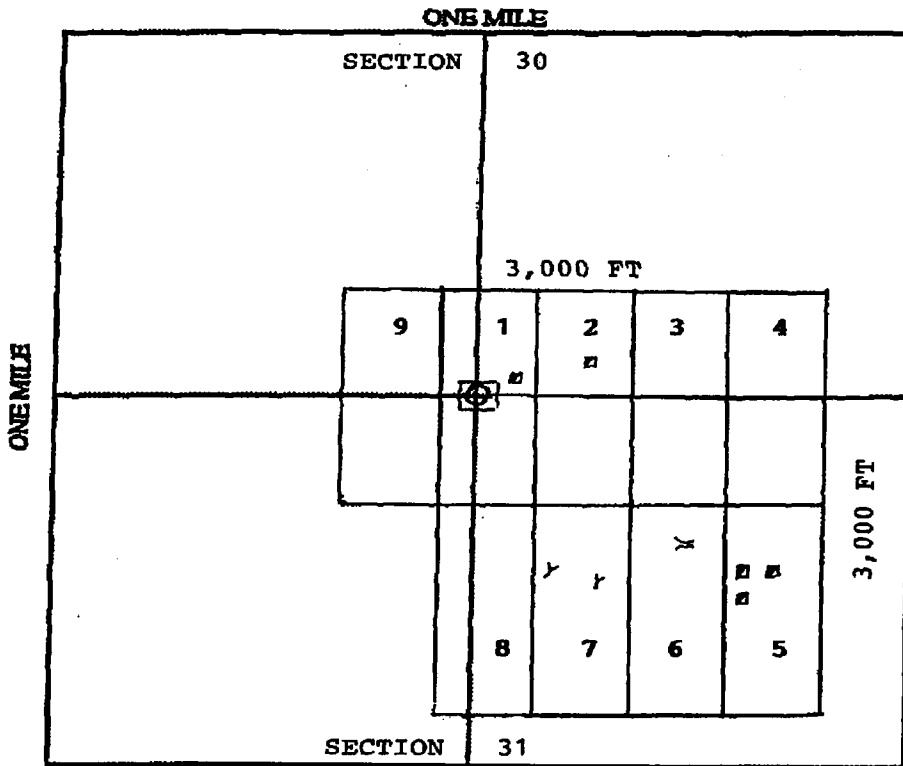 ONE MILE
SECTION 30
3,000 FT
9 1 2 3 4
ONE MILE
3,000 FT
8 7 6 5
SECTION 31